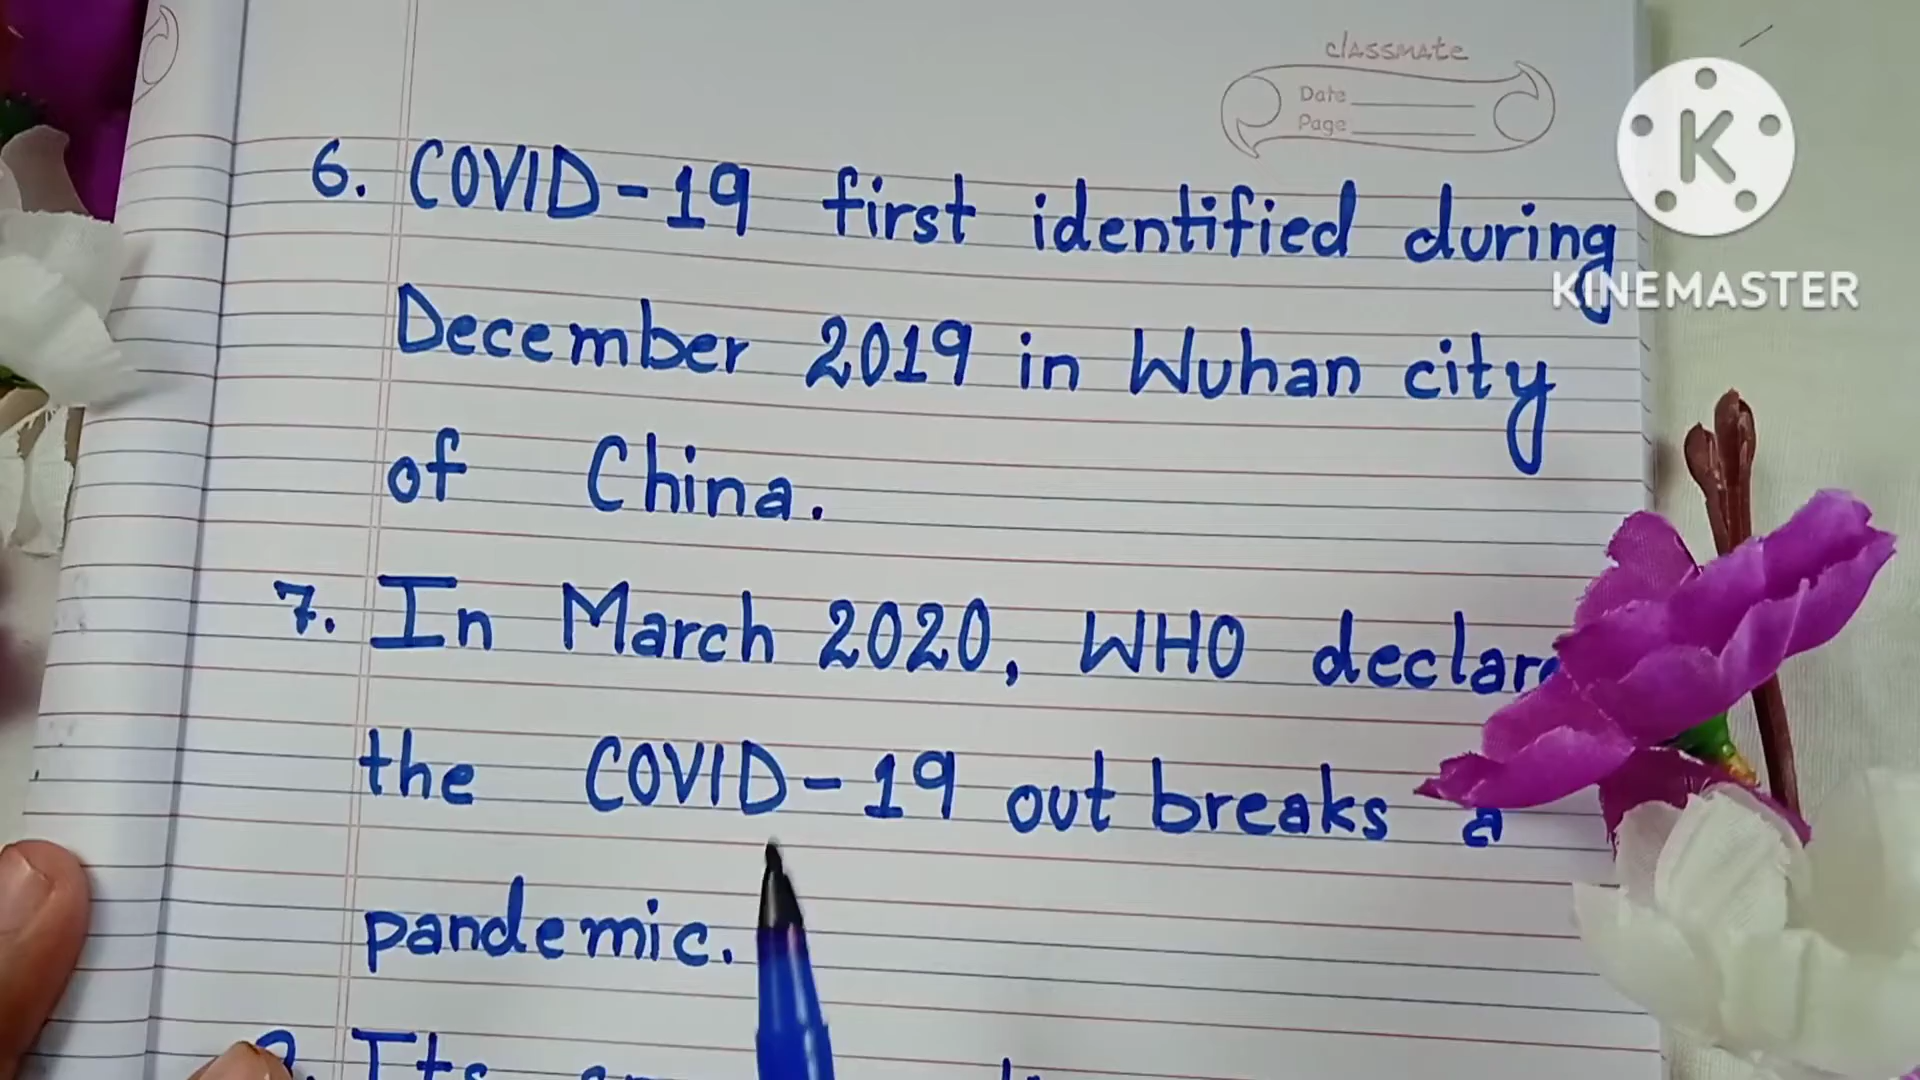 classmate
Date
Page
K
KINEMASTER
6. COVID-19 first identified during
December 2019 in Wuhan city
of China.
7. In March 2020, WHO
the COVID-19 out breaks a
pandemic.
Its